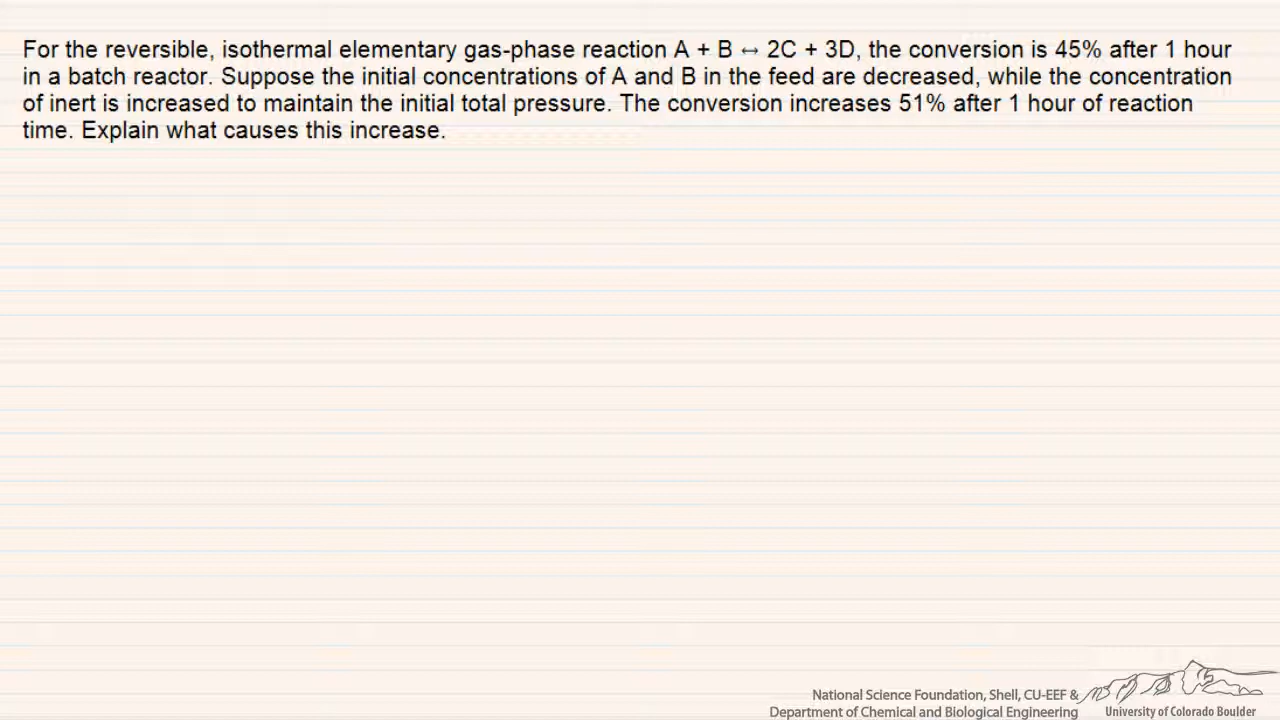 For the reversible, isothermal elementary gas-phase reaction A + B ↔ 2C + 3D, the conversion is 45% after 1 hour
in a batch reactor. Suppose the initial concentrations of A and B in the feed are decreased, while the concentration
of inert is increased to maintain the initial total pressure. The conversion increases 51% after 1 hour of reaction
time. Explain what causes this increase.
National Science Foundation, Shell, CU-EEF &
Department of Chemical and Biological Engineering
University of Colorado Boulder